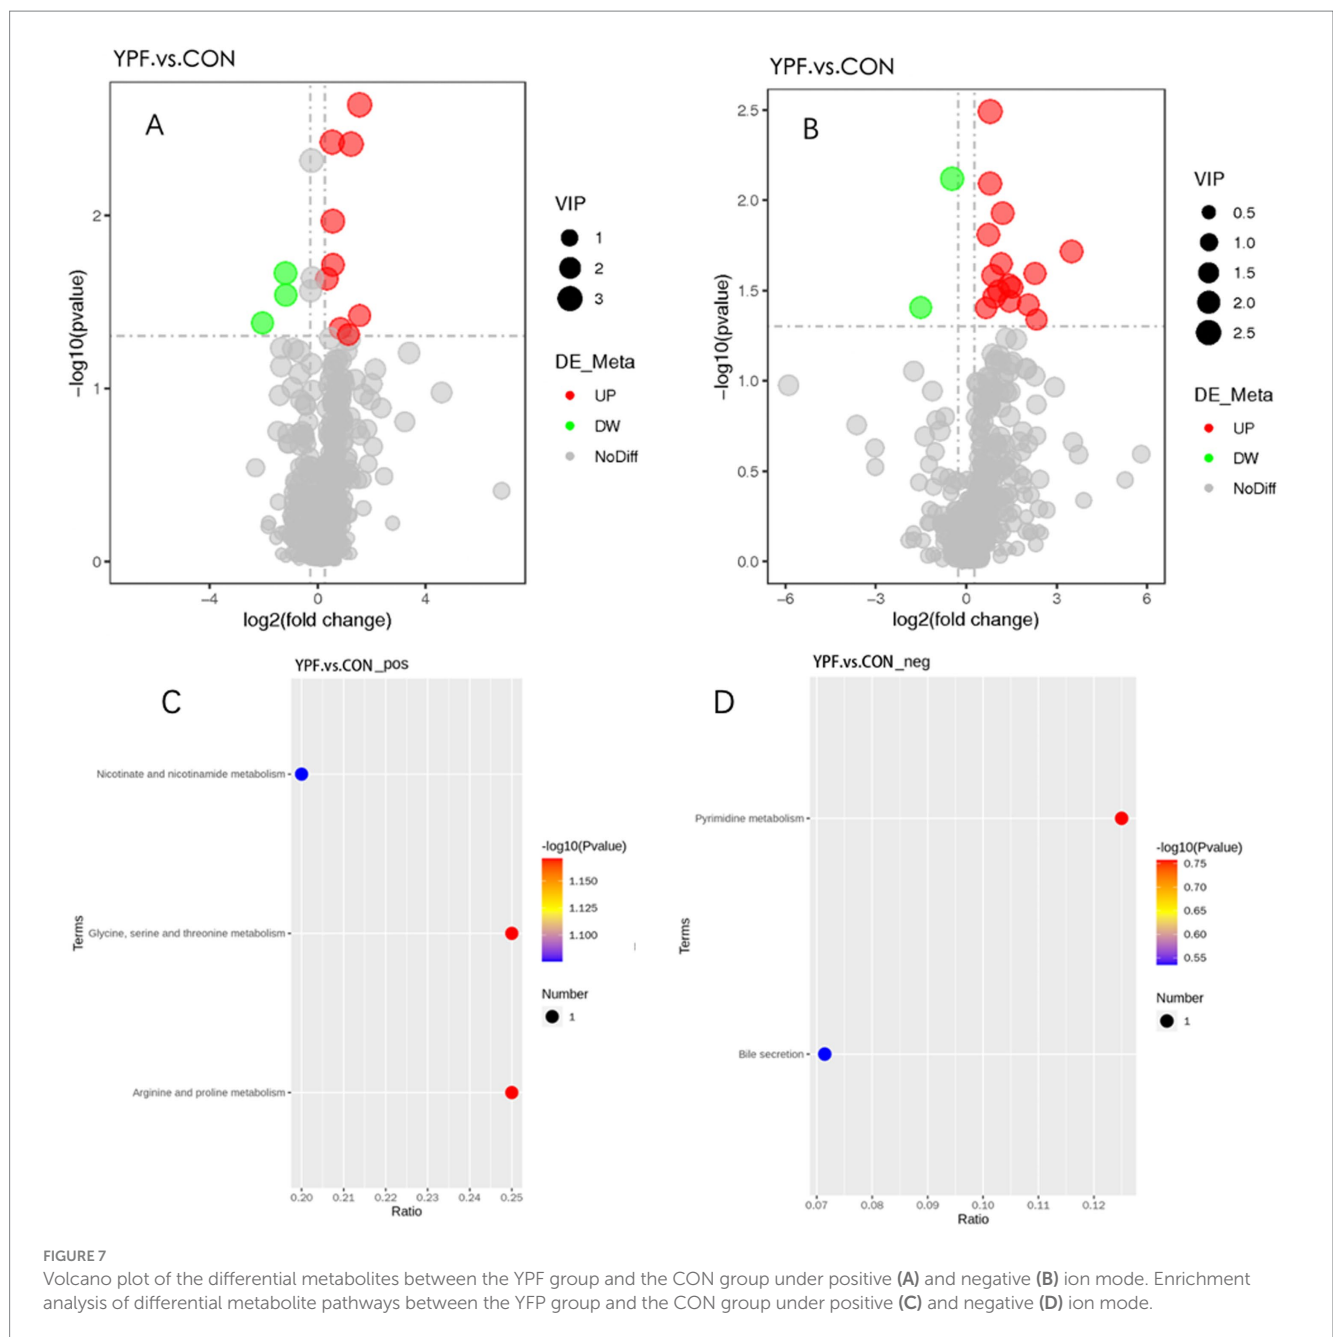 YPF.vs.CON
A
2
1
0
-log10(pvalue)
−4 0 4
log2(fold change)
VIP
1
2
3
DE_Meta
UP
DW
NoDiff
YPF.vs.CON
B
2.5
2.0
1.5
1.0
0.5
0.0
-log10(pvalue)
−6 −3 0 3 6
log2(fold change)
VIP
0.5
1.0
1.5
2.0
2.5
DE_Meta
UP
DW
NoDiff
YPF.vs.CON_pos
C
Nicotinate and nicotinamide metabolism
Glycine, serine and threonine metabolism
Arginine and proline metabolism
Terms
0.20 0.21 0.22 0.23 0.24 0.25
Ratio
-log10(Pvalue)
1.150
1.125
1.100
Number
1
YPF.vs.CON_neg
D
Pyrimidine metabolism
Bile secretion
Terms
0.07 0.08 0.09 0.10 0.11 0.12
Ratio
-log10(Pvalue)
0.75
0.70
0.65
0.60
0.55
Number
1
FIGURE 7
Volcano plot of the differential metabolites between the YPF group and the CON group under positive (A) and negative (B) ion mode. Enrichment
analysis of differential metabolite pathways between the YFP group and the CON group under positive (C) and negative (D) ion mode.